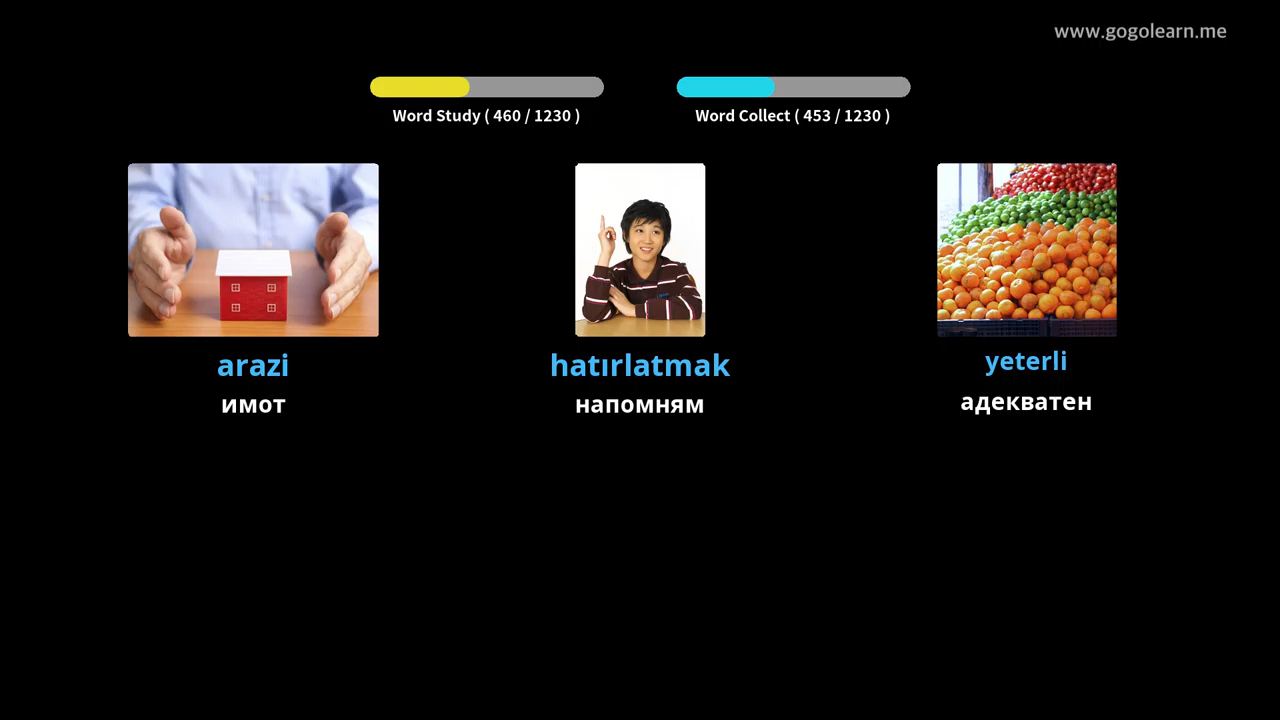 www.gogolearn.me
Word Study ( 460 / 1230 )
Word Collect ( 453 / 1230 )
arazi
имот
hatırlatmak
напомням
yeterli
адекватен